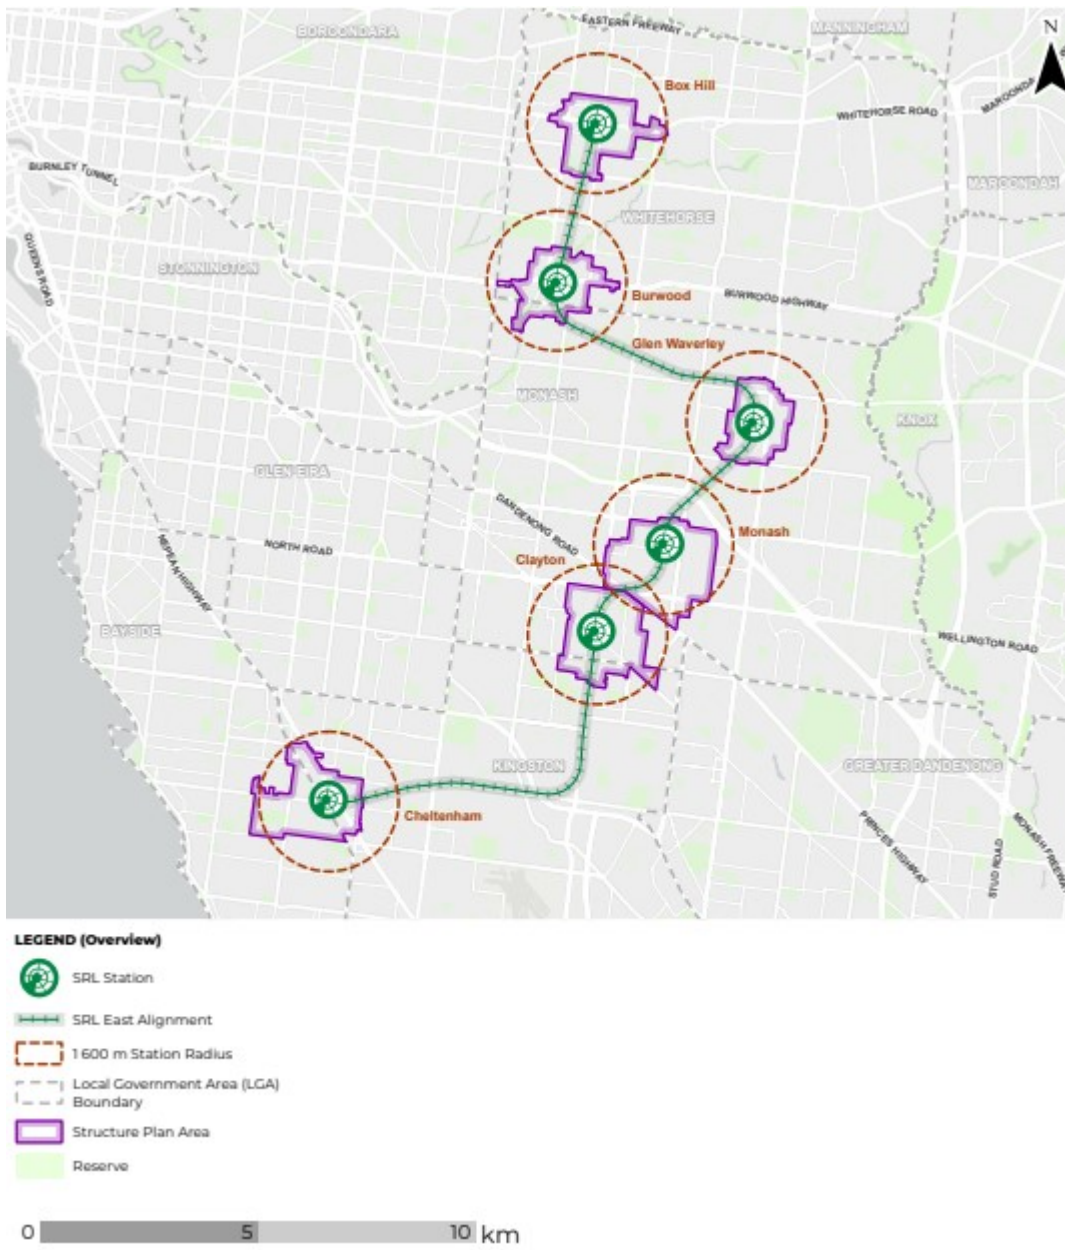 EASTERN FREEWAY
MANNINGHAM
N
BOROONDARA
Box Hill
MAROONDA
WHITEHORSE ROAD
BURNLEY TUNNEL
MAROONDAH
WHITEHORSE
QUEENS ROAD
STONNINGTON
Burwood
BURWOOD HIGHWAY
Glen Waverley
MONASH
KNOX
GLEN EIRA
DANDENONG ROAD
Monash
NORTH ROAD
Clayton
NEPEAN HIGHWAY
BAYSIDE
WELLINGTON ROAD
KINGSTON
GREATER DANDENONG
Cheltenham
PRINCES HIGHWAY
STUD ROAD
MONASH FREEWAY
LEGEND (Overview)
SRL Station
SRL East Alignment
1 600 m Station Radius
Local Government Area (LGA)
Boundary
Structure Plan Area
Reserve
0 5 10 km